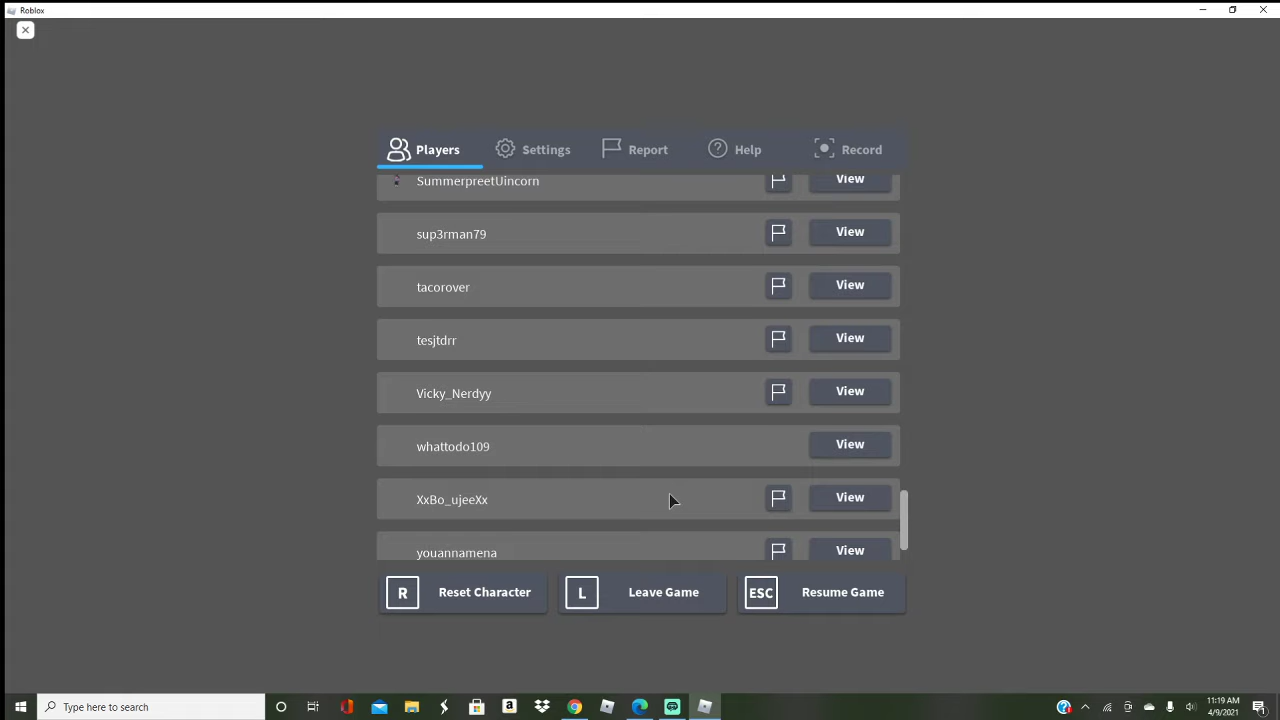 Roblox
Players Settings Report Help Record
SummerpreetUincorn View
sup3rman79 View
tacorover View
tesjtdrr View
Vicky_Nerdyy View
whattodo109 View
XxBo_ujeeXx View
youannamena View
R Reset Character L Leave Game ESC Resume Game
Type here to search
11:19 AM
4/9/2021